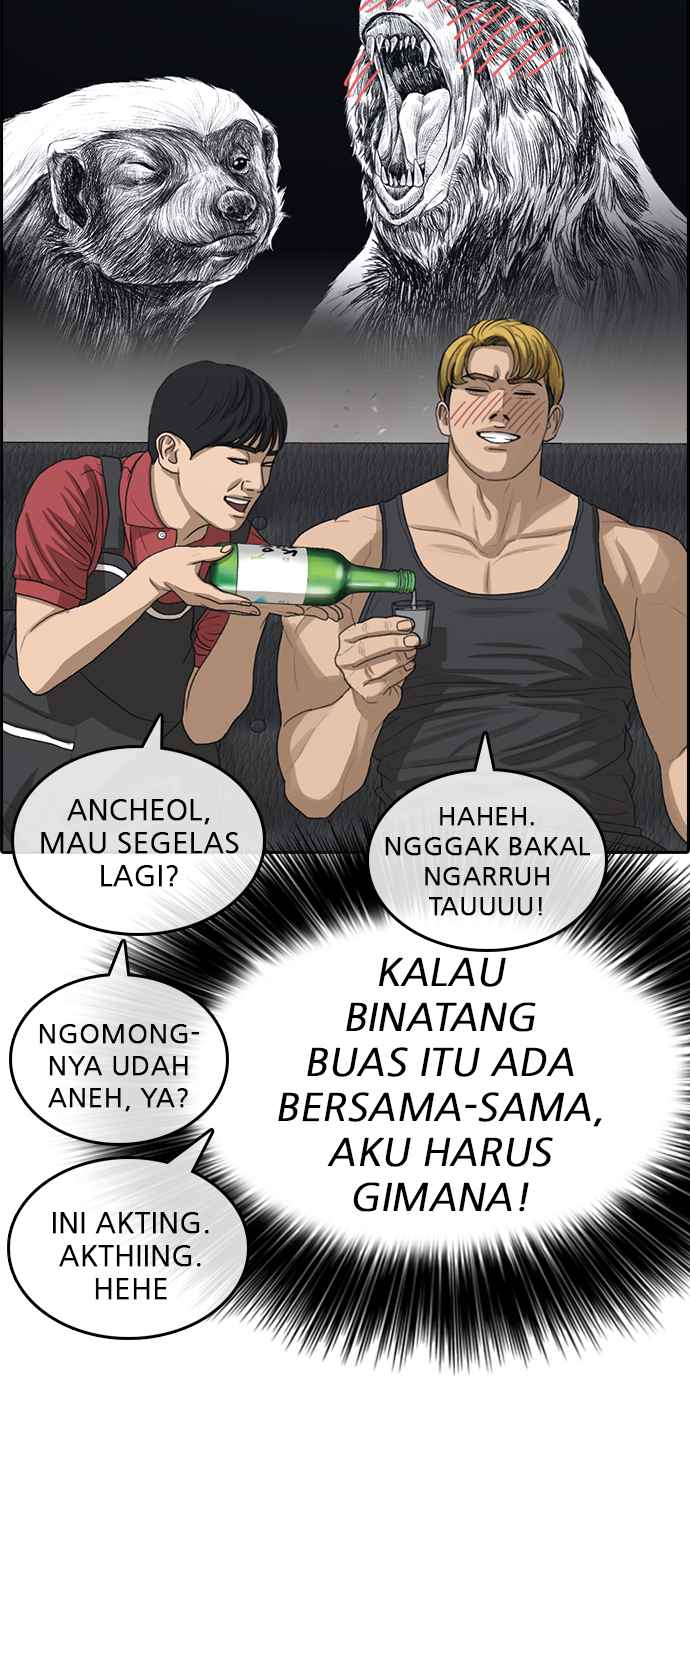 ANCHEOL,
MAU SEGELAS
LAGI?
HAHEH.
NGGGAK BAKAL
NGARRUH
TAUUUU!
NGOMONG-
NYA UDAH
ANEH, YA?
KALAU
BINATANG
BUAS ITU ADA
BERSAMA-SAMA,
AKU HARUS
GIMANA!
INI AKTING.
AKTHIING.
HEHE